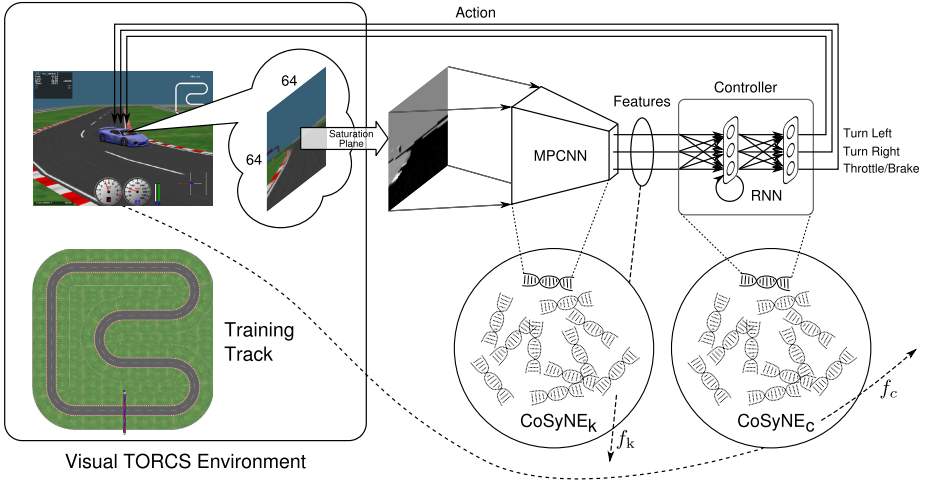 Action
64
64
Saturation
Plane
MPCNN
Features
Controller
RNN
Turn Left
Turn Right
Throttle/Brake
Training
Track
CoSyNEk
fk
CoSyNEc
fc
Visual TORCS Environment